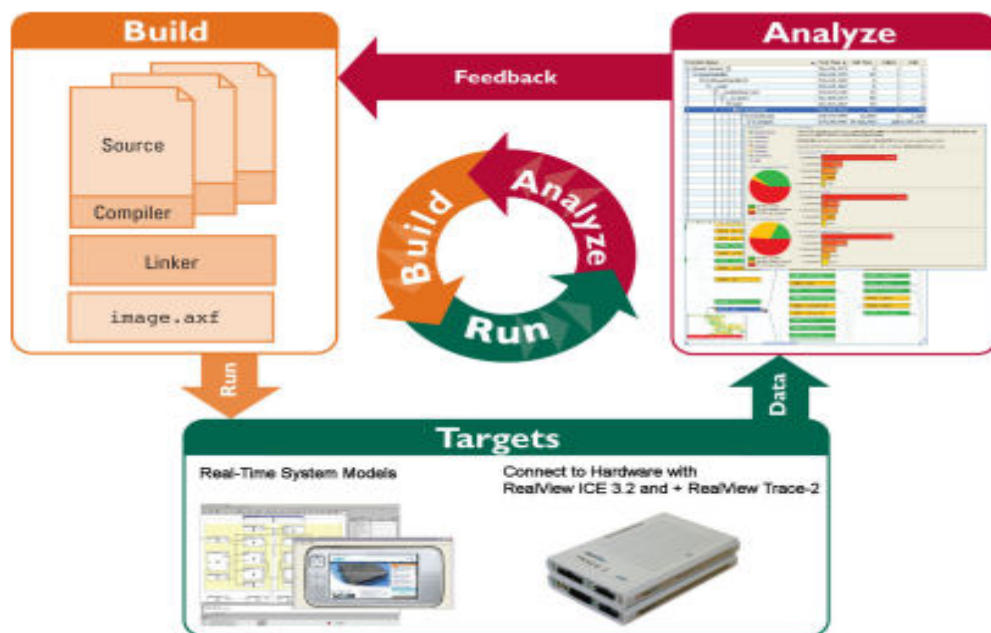 Build
Analyze
Feedback
Source
Compiler
Linker
image.axf
Build
Analyze
Run
Run
Data
Targets
Real-Time System Models
Connect to Hardware with
RealView ICE 3.2 and + RealView Trace-2